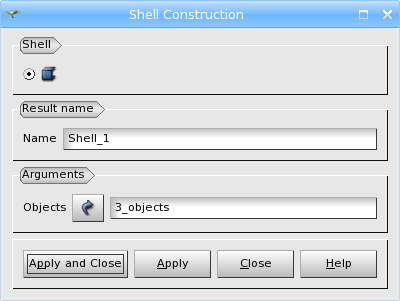 Shell Construction
Shell
Result name
Name Shell_1
Arguments
Objects 3_objects
Apply and Close Apply Close Help